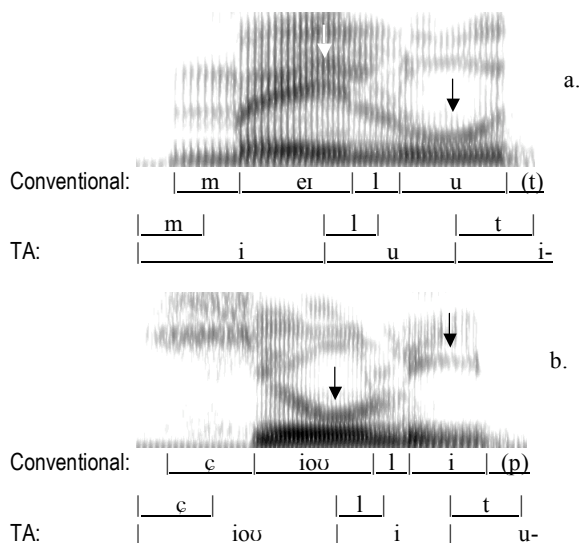 a.
Conventional: | m | eɪ | l | u | (t)
| m | | l | | t |
TA: | i | u | i-
b.
Conventional: | ɕ | ioʊ | l | i | (p)
| ɕ | | l | | t |
TA: | ioʊ | i | u-